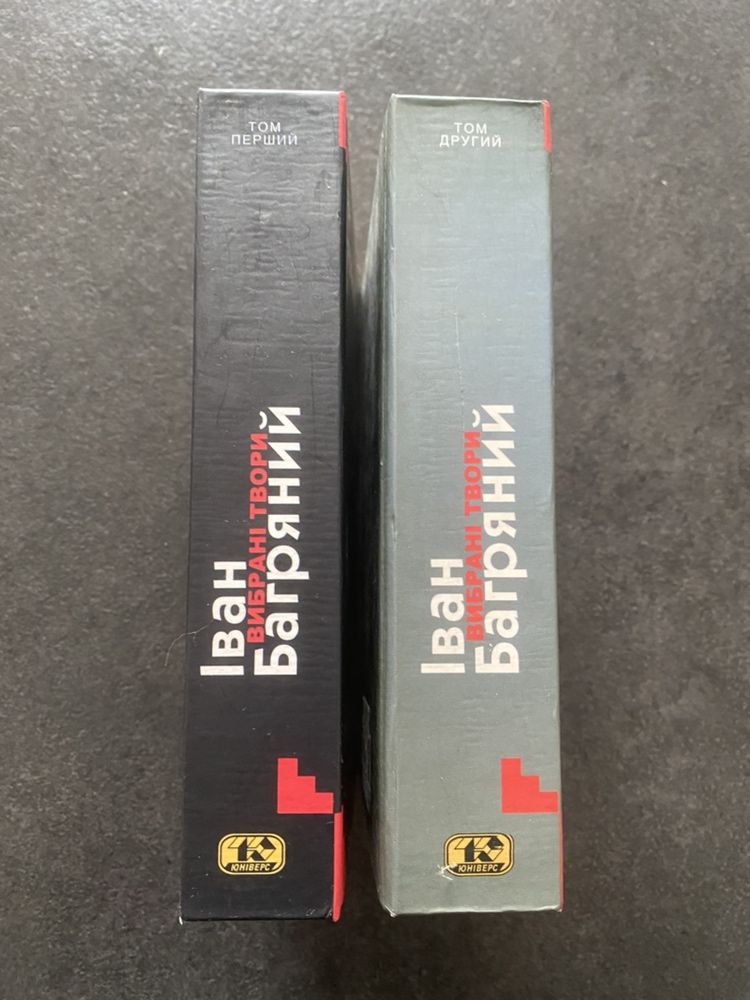 ТОМ
ПЕРШИЙ
Іван
ВИБРАНІ ТВОРИ
Багряний
ЮНІВЕРС
ТОМ
ДРУГИЙ
Іван
ВИБРАНІ ТВОРИ
Багряний
ЮНІВЕРС